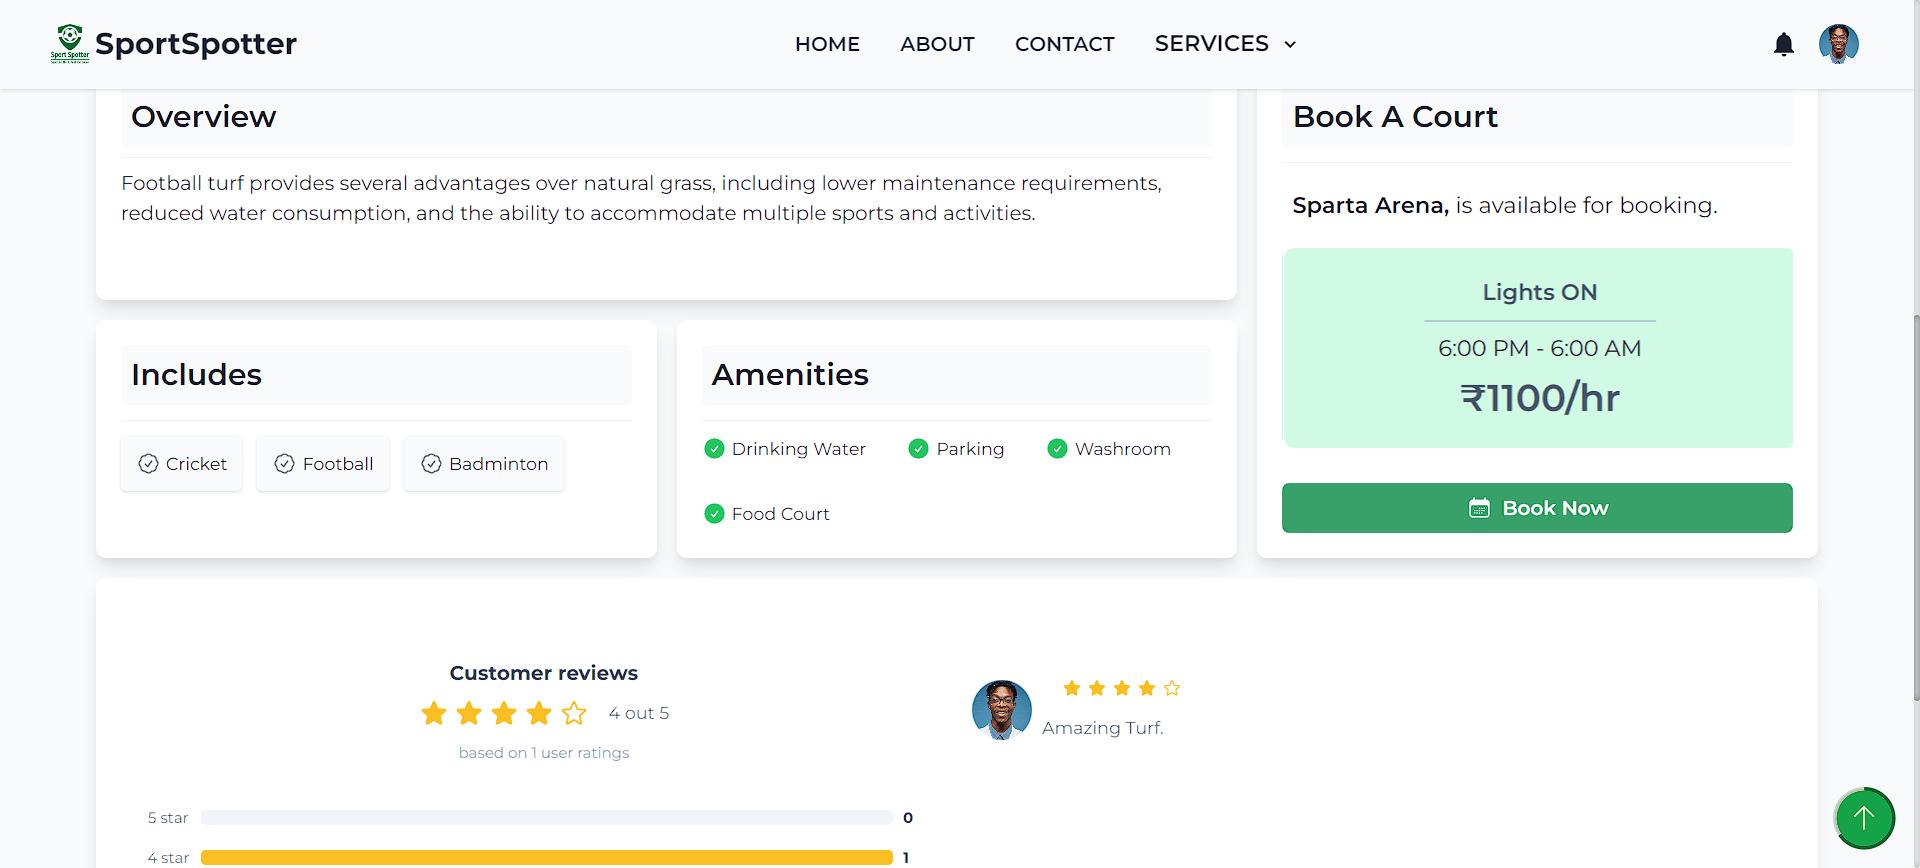 Sport Spotter
SportSpotter
HOME ABOUT CONTACT SERVICES
Overview
Football turf provides several advantages over natural grass, including lower maintenance requirements,
reduced water consumption, and the ability to accommodate multiple sports and activities.
Book A Court
Sparta Arena, is available for booking.
Lights ON
6:00 PM - 6:00 AM
₹1100/hr
Book Now
Includes
Cricket Football Badminton
Amenities
Drinking Water Parking Washroom
Food Court
Customer reviews
4 out 5
based on 1 user ratings
Amazing Turf.
5 star 0
4 star 1